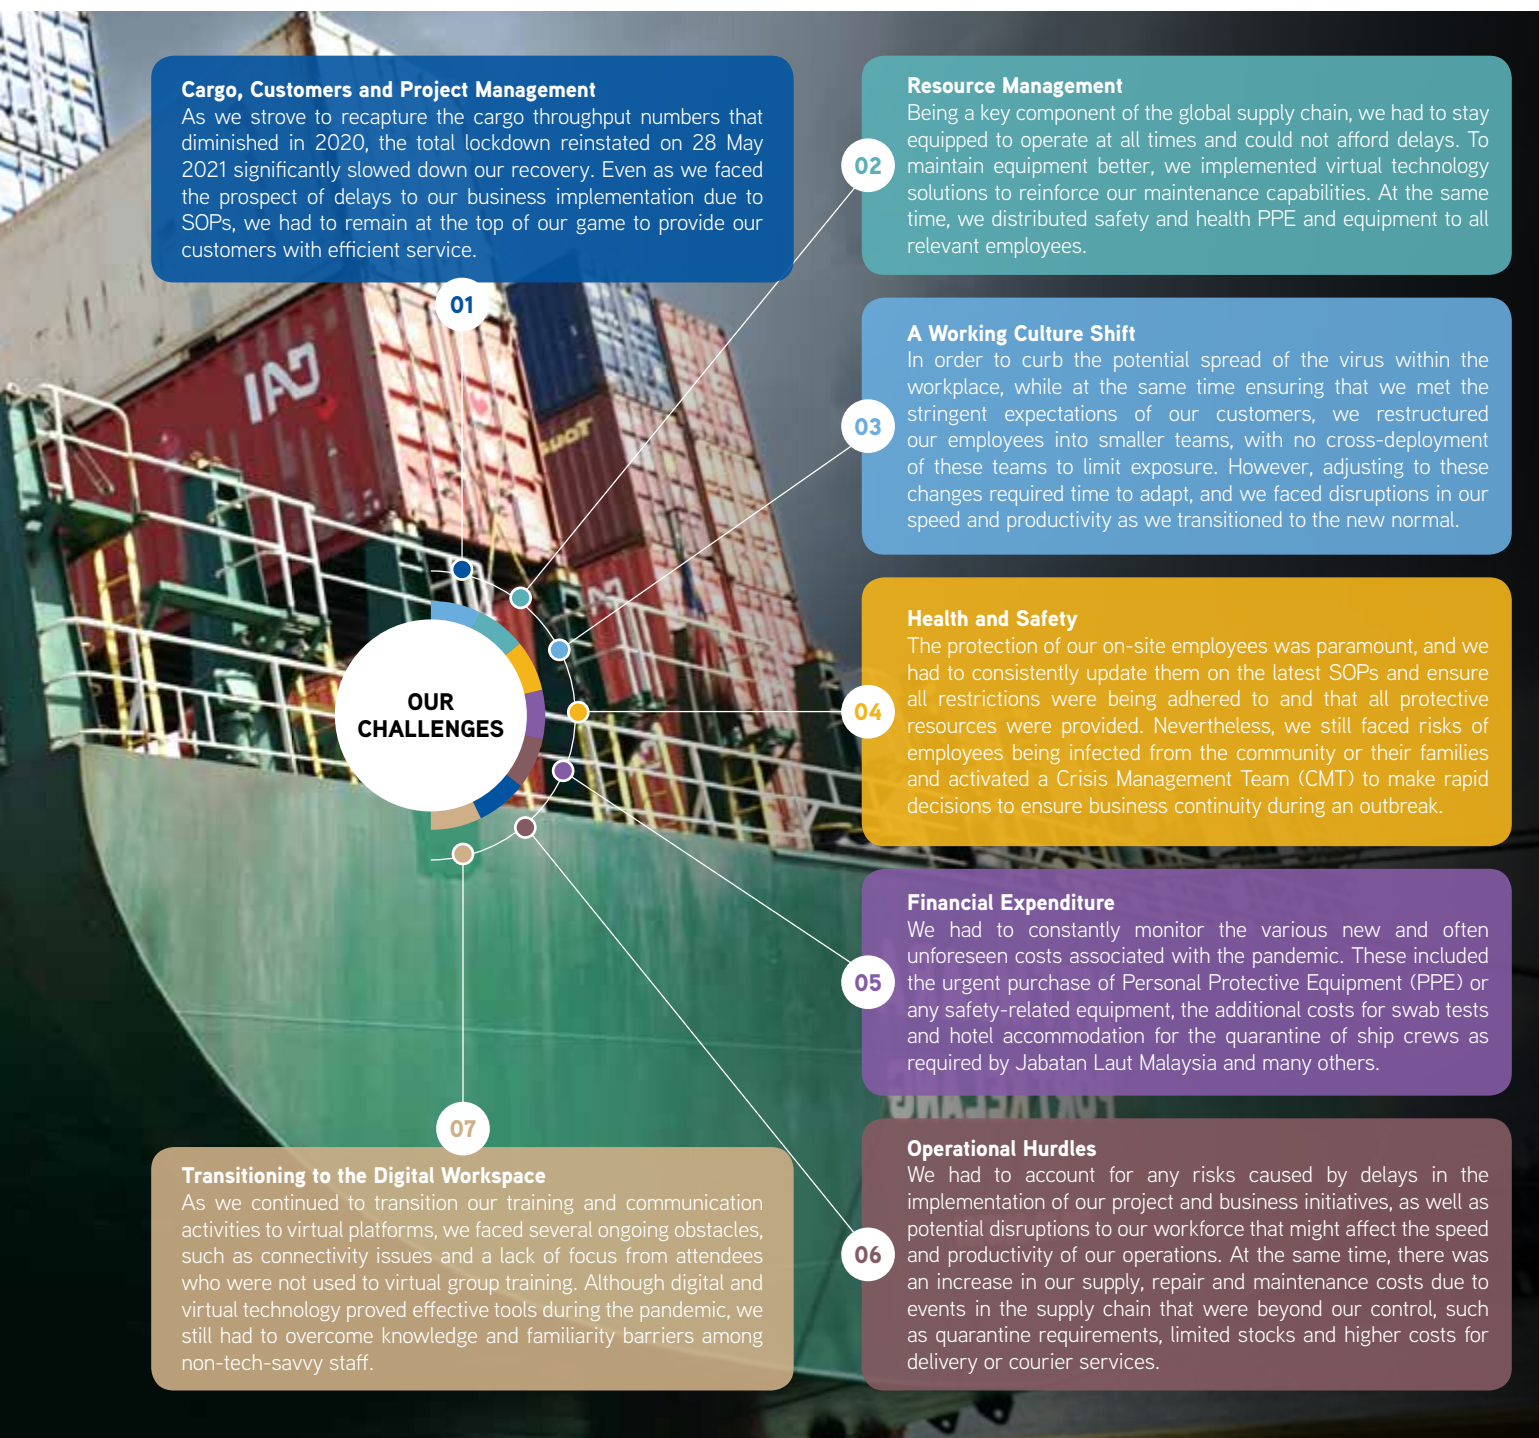 Cargo, Customers and Project Management
As we strove to recapture the cargo throughput numbers that
diminished in 2020, the total lockdown reinstated on 28 May
2021 significantly slowed down our recovery. Even as we faced
the prospect of delays to our business implementation due to
SOPs, we had to remain at the top of our game to provide our
customers with efficient service.
01
Resource Management
Being a key component of the global supply chain, we had to stay
equipped to operate at all times and could not afford delays. To
maintain equipment better, we implemented virtual technology
solutions to reinforce our maintenance capabilities. At the same
time, we distributed safety and health PPE and equipment to all
relevant employees.
02
A Working Culture Shift
In order to curb the potential spread of the virus within the
workplace, while at the same time ensuring that we met the
stringent expectations of our customers, we restructured
our employees into smaller teams, with no cross-deployment
of these teams to limit exposure. However, adjusting to these
changes required time to adapt, and we faced disruptions in our
speed and productivity as we transitioned to the new normal.
03
OUR
CHALLENGES
Health and Safety
The protection of our on-site employees was paramount, and we
had to consistently update them on the latest SOPs and ensure
all restrictions were being adhered to and that all protective
resources were provided. Nevertheless, we still faced risks of
employees being infected from the community or their families
and activated a Crisis Management Team (CMT) to make rapid
decisions to ensure business continuity during an outbreak.
04
Financial Expenditure
We had to constantly monitor the various new and often
unforeseen costs associated with the pandemic. These included
the urgent purchase of Personal Protective Equipment (PPE) or
any safety-related equipment, the additional costs for swab tests
and hotel accommodation for the quarantine of ship crews as
required by Jabatan Laut Malaysia and many others.
05
Operational Hurdles
We had to account for any risks caused by delays in the
implementation of our project and business initiatives, as well as
potential disruptions to our workforce that might affect the speed
and productivity of our operations. At the same time, there was
an increase in our supply, repair and maintenance costs due to
events in the supply chain that were beyond our control, such
as quarantine requirements, limited stocks and higher costs for
delivery or courier services.
06
07
Transitioning to the Digital Workspace
As we continued to transition our training and communication
activities to virtual platforms, we faced several ongoing obstacles,
such as connectivity issues and a lack of focus from attendees
who were not used to virtual group training. Although digital and
virtual technology proved effective tools during the pandemic, we
still had to overcome knowledge and familiarity barriers among
non-tech-savvy staff.